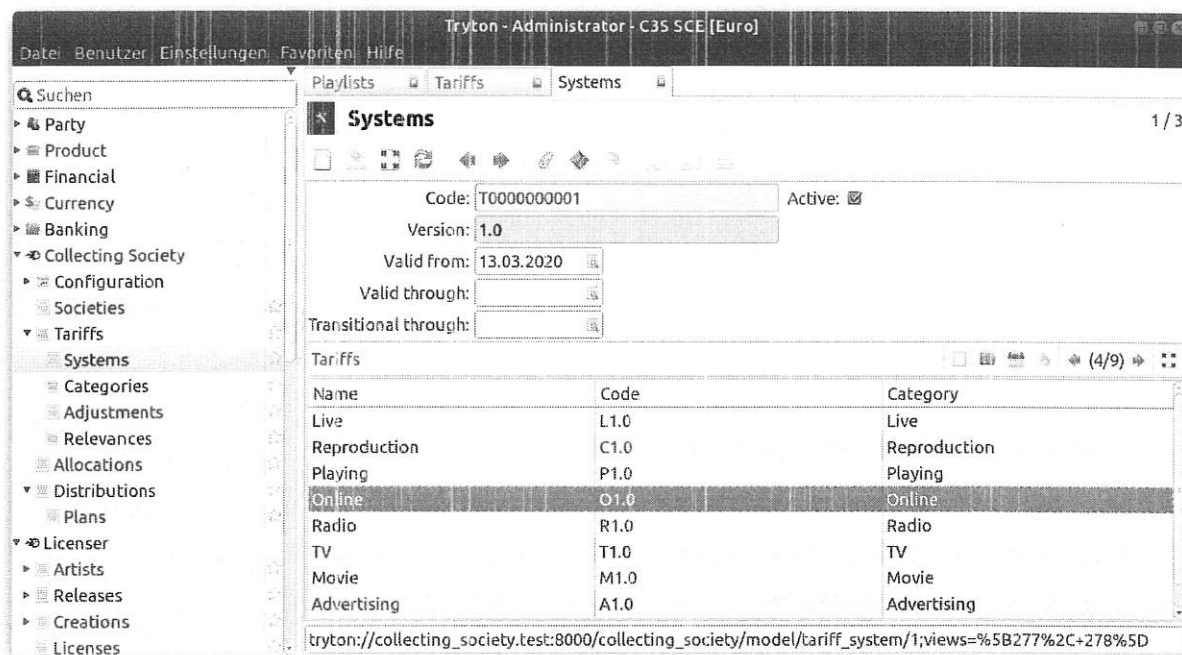 Tryton - Administrator - C3S SCE [Euro]
Datei Benutzer Einstellungen Favoriten Hilfe
Suchen
Party
Product
Financial
Currency
Banking
Collecting Society
Configuration
Societies
Tariffs
Systems
Categories
Adjustments
Relevances
Allocations
Distributions
Plans
Licenser
Artists
Releases
Creations
Licenses
Playlists Tariffs Systems
Systems 1 / 3
Code: T0000000001 Active:
Version: 1.0
Valid from: 13.03.2020
Valid through:
Transitional through:
Tariffs (4/9)
Name Code Category
Live L1.0 Live
Reproduction C1.0 Reproduction
Playing P1.0 Playing
Online O1.0 Online
Radio R1.0 Radio
TV T1.0 TV
Movie M1.0 Movie
Advertising A1.0 Advertising
tryton://collecting_society.test:8000/collecting_society/model/tariff_system/1;views=%5B277%2C+278%5D